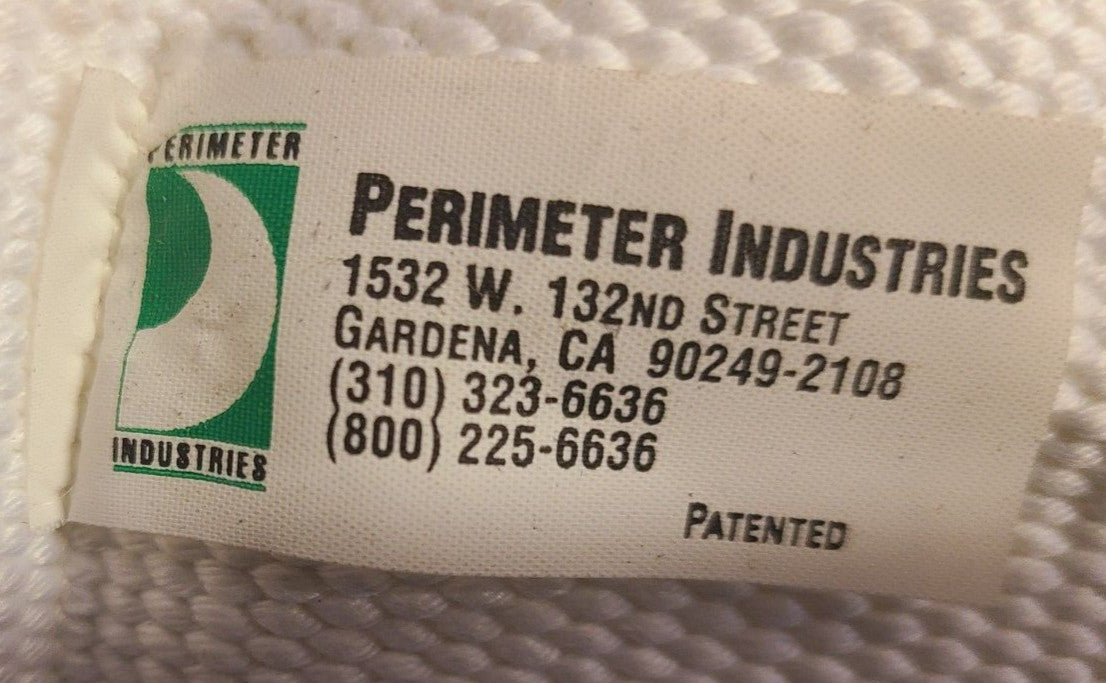 PERIMETER
INDUSTRIES
PERIMETER INDUSTRIES
1532 W. 132ND STREET
GARDENA, CA 90249-2108
(310) 323-6636
(800) 225-6636
PATENTED